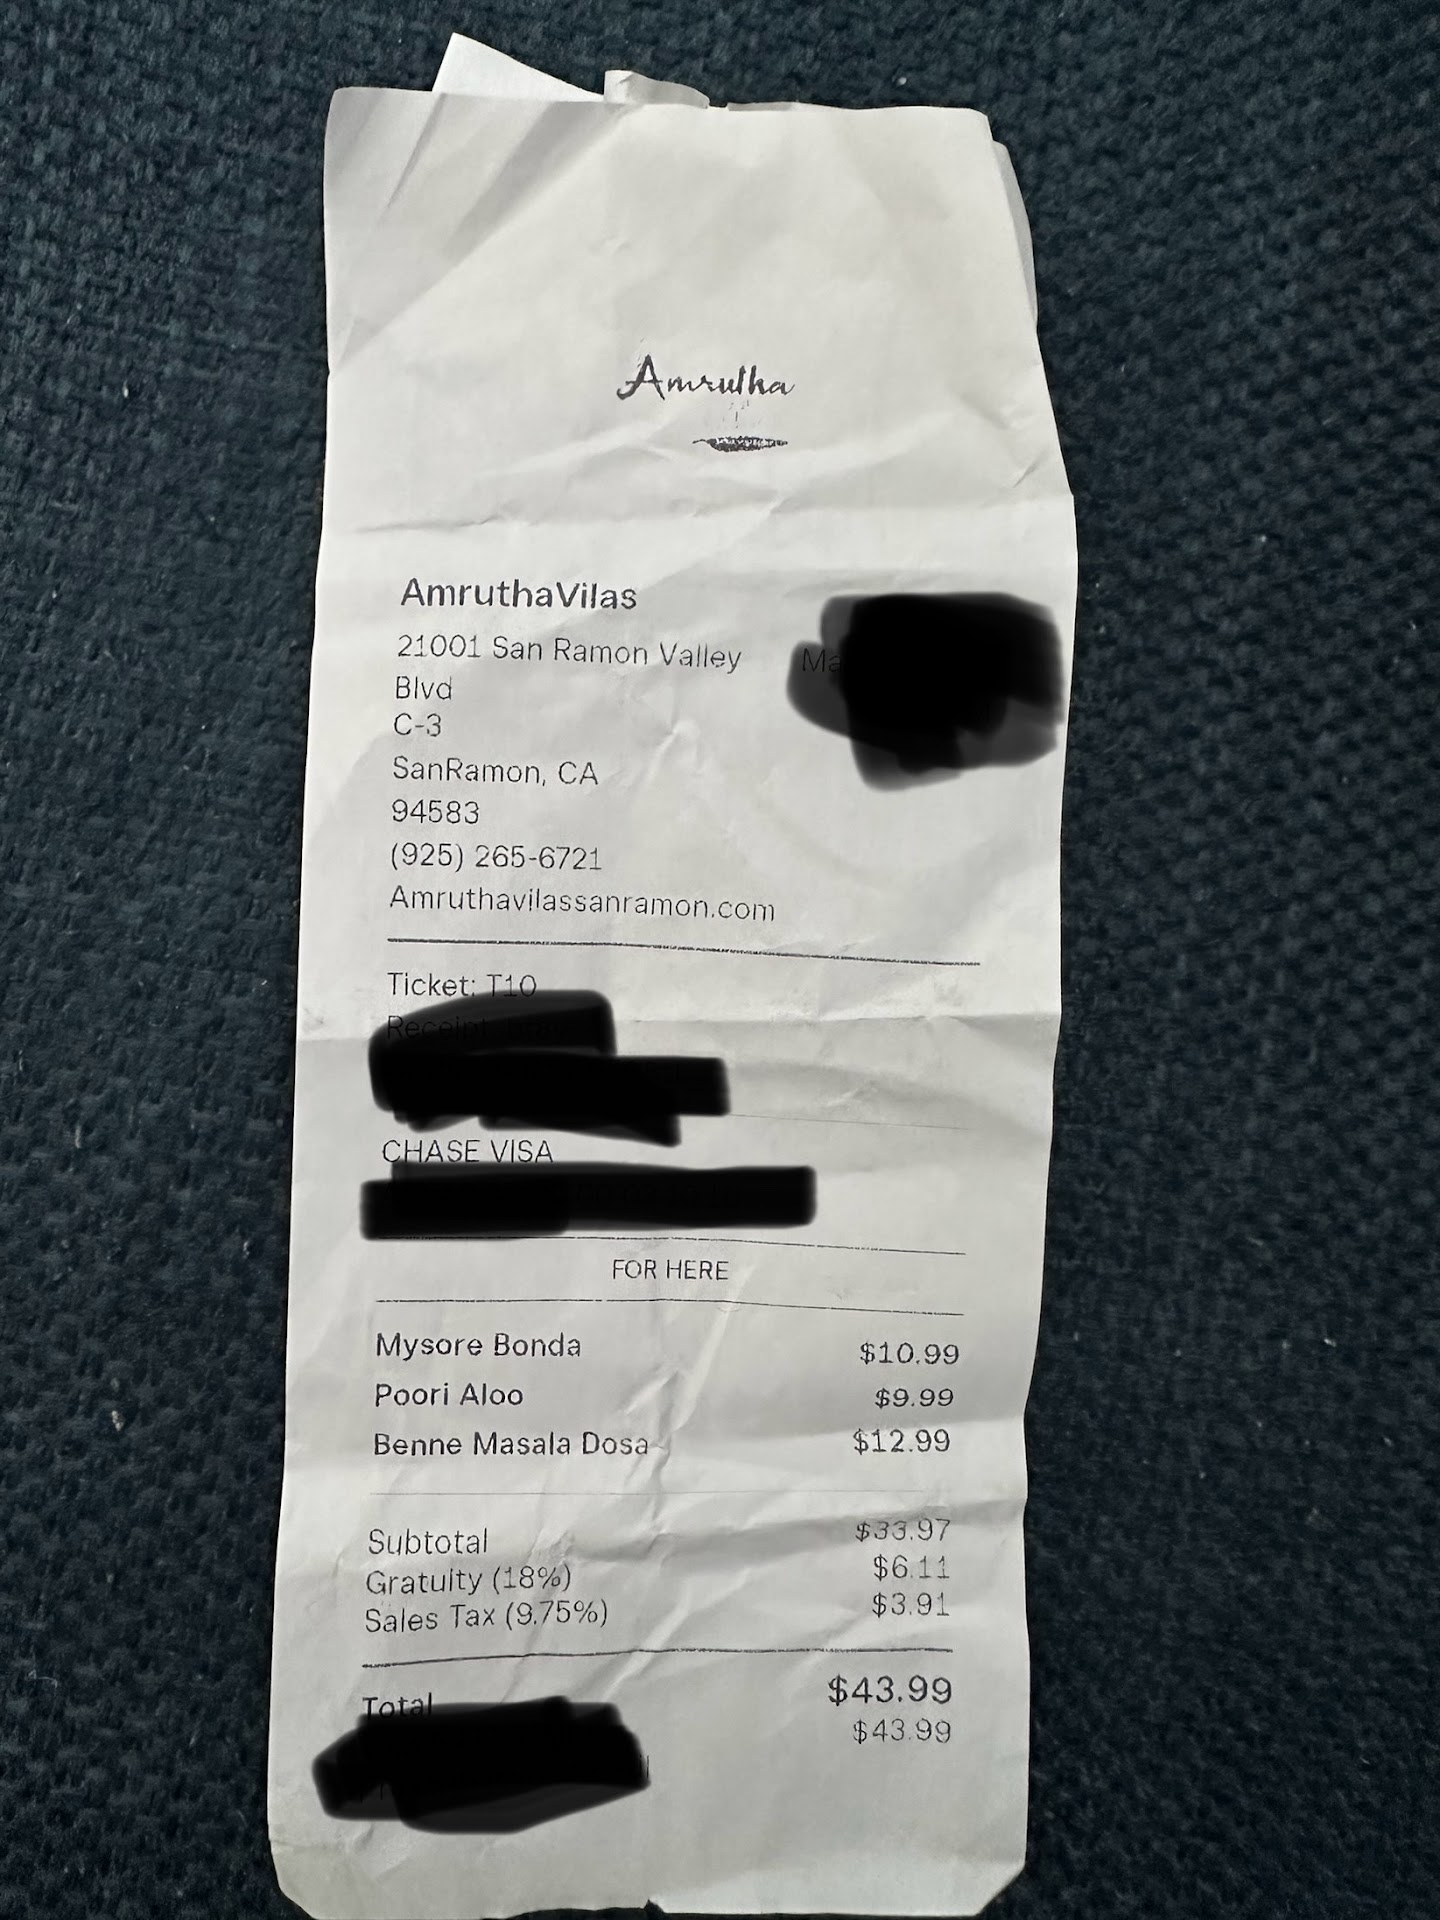 Amrutha
AmruthaVilas
21001 San Ramon Valley
Blvd
C-3
SanRamon, CA
94583
(925) 265-6721
Amruthavilassanramon.com
Ticket: T10
Receipt
CHASE VISA
FOR HERE
Mysore Bonda $10.99
Poori Aloo $9.99
Benne Masala Dosa $12.99
Subtotal $33.97
Gratuity (18%) $6.11
Sales Tax (9.75%) $3.91
Total $43.99
$43.99